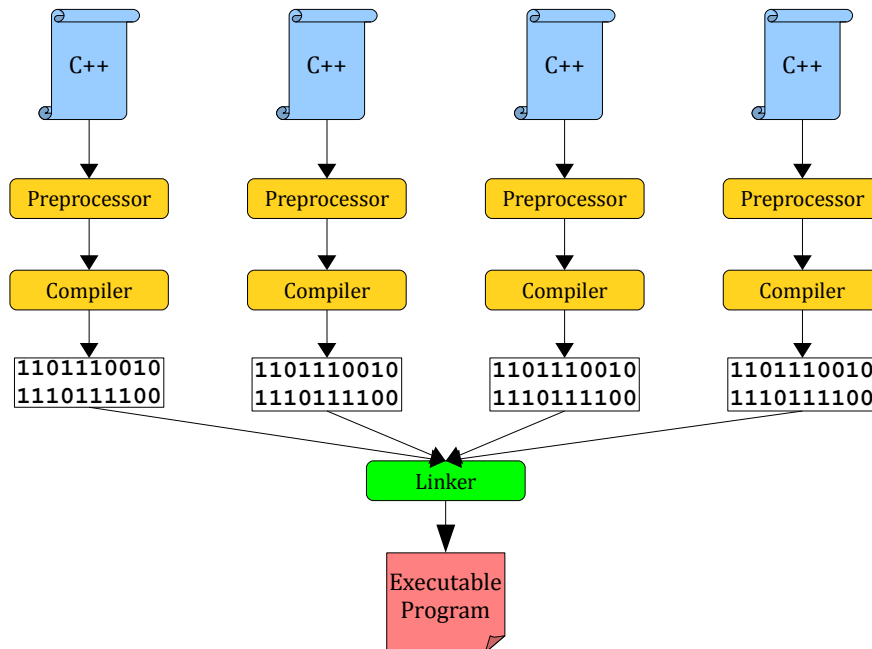 C++ C++ C++ C++
Preprocessor Preprocessor Preprocessor Preprocessor
Compiler Compiler Compiler Compiler
1101110010 1101110010 1101110010 1101110010
1110111100 1110111100 1110111100 1110111100
Linker
Executable
Program